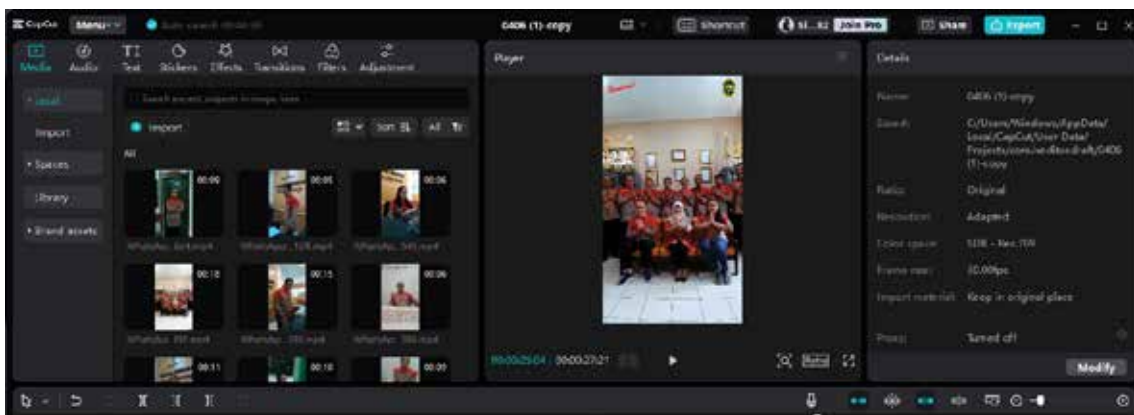 CapCut Menu Auto saved 0406 (1)-copy Shortcut Join Pro Share Export
Media Audio Text Stickers Effects Transitions Filters Adjustment
Player
Details
Local
Import
Spaces
Library
Brand assets
Import Sort All
All
00:09 00:05 00:06
00:18 00:15 00:06
00:11 00:10 00:09
00:00:25:04 00:00:27:21
Name: 0406 (1)-copy
C:/Users/Windows/AppData/
Local/CapCut/User Data/
Projects/com.lveditor.draft/0406
(1)-copy
Ratio: Original
Resolution: Adapted
Color space: SDR - Rec.709
Frame rate: 30.00fps
Import material: Keep in original place
Proxy: Turned off
Modify